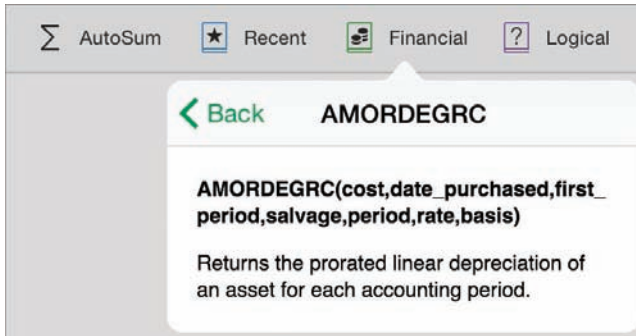 AutoSum Recent Financial ? Logical
Back AMORDEGRC
AMORDEGRC(cost,date_purchased,first_
period,salvage,period,rate,basis)
Returns the prorated linear depreciation of
an asset for each accounting period.